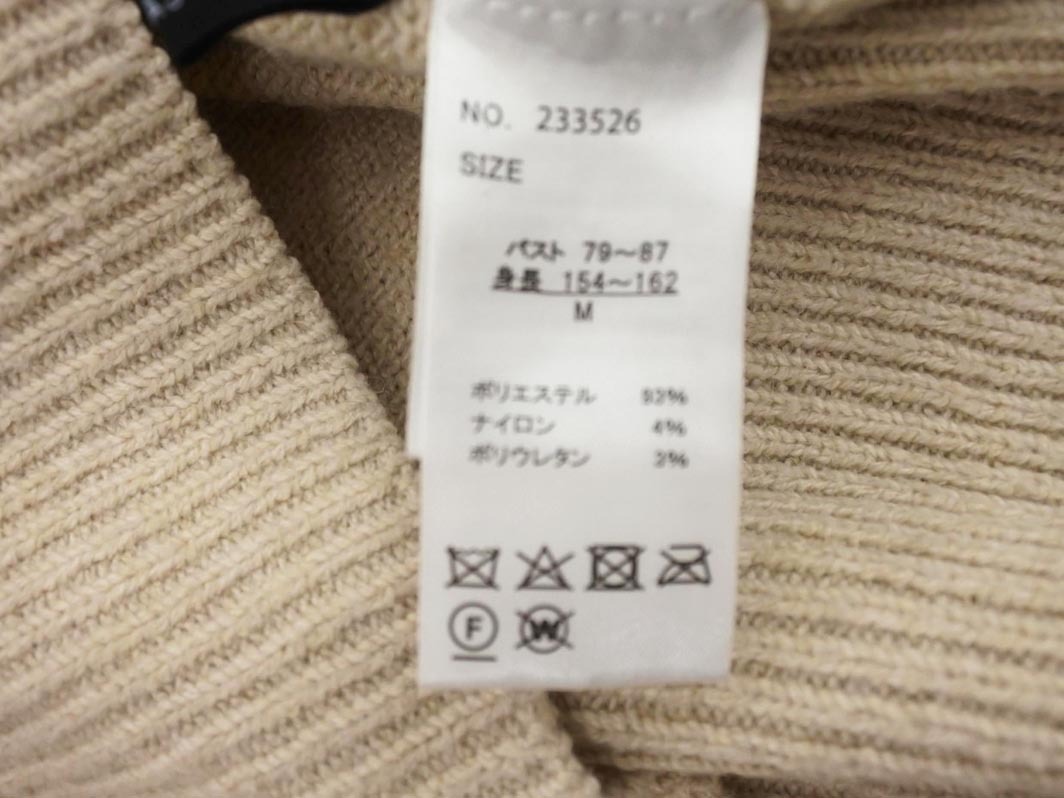 NO. 233526
SIZE
バスト 79～87
身長 154～162
M
ポリエステル 93%
ナイロン 4%
ポリウレタン 3%
F
W